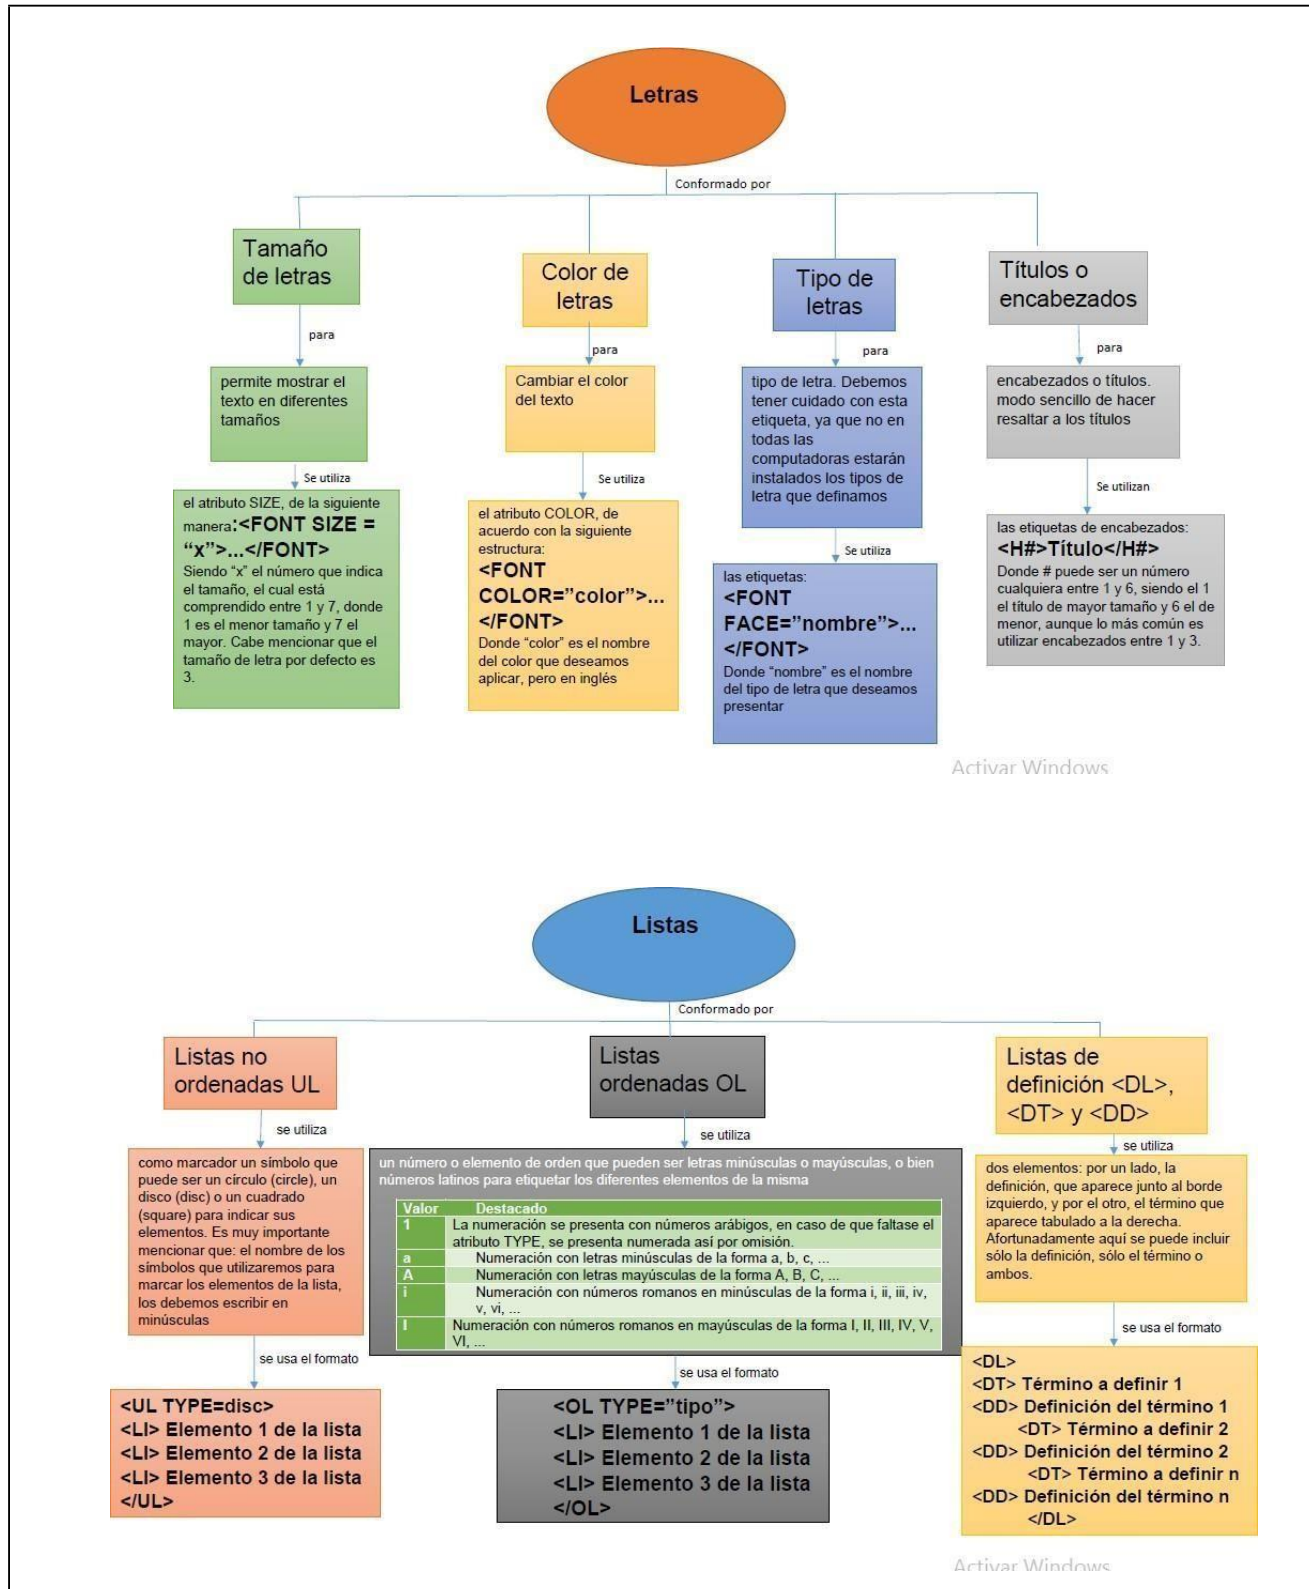 Letras
Conformado por
Tamaño
de letras
para
permite mostrar el
texto en diferentes
tamaños
Se utiliza
el atributo SIZE, de la siguiente
manera:<FONT SIZE =
“x”>...</FONT>
Siendo “x” el número que indica
el tamaño, el cual está
comprendido entre 1 y 7, donde
1 es el menor tamaño y 7 el
mayor. Cabe mencionar que el
tamaño de letra por defecto es
3.
Color de
letras
para
Cambiar el color
del texto
Se utiliza
el atributo COLOR, de
acuerdo con la siguiente
estructura:
<FONT
COLOR=”color”>...
</FONT>
Donde “color” es el nombre
del color que deseamos
aplicar, pero en inglés
Tipo de
letras
para
tipo de letra. Debemos
tener cuidado con esta
etiqueta, ya que no en
todas las
computadoras estarán
instalados los tipos de
letra que definamos
Se utiliza
las etiquetas:
<FONT
FACE=”nombre”>...
</FONT>
Donde “nombre” es el nombre
del tipo de letra que deseamos
presentar
Títulos o
encabezados
para
encabezados o títulos.
modo sencillo de hacer
resaltar a los títulos
Se utilizan
las etiquetas de encabezados:
<H#>Título</H#>
Donde # puede ser un número
cualquiera entre 1 y 6, siendo el 1
el título de mayor tamaño y 6 el de
menor, aunque lo más común es
utilizar encabezados entre 1 y 3.
Activar Windows
Listas
Conformado por
Listas no
ordenadas UL
se utiliza
como marcador un símbolo que
puede ser un círculo (circle), un
disco (disc) o un cuadrado
(square) para indicar sus
elementos. Es muy importante
mencionar que: el nombre de los
símbolos que utilizaremos para
marcar los elementos de la lista,
los debemos escribir en
minúsculas
se usa el formato
<UL TYPE=disc>
<LI> Elemento 1 de la lista
<LI> Elemento 2 de la lista
<LI> Elemento 3 de la lista
</UL>
Listas
ordenadas OL
se utiliza
un número o elemento de orden que pueden ser letras minúsculas o mayúsculas, o bien
números latinos para etiquetar los diferentes elementos de la misma
Valor Destacado
1 La numeración se presenta con números arábigos, en caso de que faltase el
atributo TYPE, se presenta numerada así por omisión.
a Numeración con letras minúsculas de la forma a, b, c, ...
A Numeración con letras mayúsculas de la forma A, B, C, ...
i Numeración con números romanos en minúsculas de la forma i, ii, iii, iv,
v, vi, ...
I Numeración con números romanos en mayúsculas de la forma I, II, III, IV, V,
VI, ...
se usa el formato
<OL TYPE=”tipo”>
<LI> Elemento 1 de la lista
<LI> Elemento 2 de la lista
<LI> Elemento 3 de la lista
</OL>
Listas de
definición <DL>,
<DT> y <DD>
se utiliza
dos elementos: por un lado, la
definición, que aparece junto al borde
izquierdo, y por el otro, el término que
aparece tabulado a la derecha.
Afortunadamente aquí se puede incluir
sólo la definición, sólo el término o
ambos.
se usa el formato
<DL>
<DT> Término a definir 1
<DD> Definición del término 1
<DT> Término a definir 2
<DD> Definición del término 2
<DT> Término a definir n
<DD> Definición del término n
</DL>
Activar Windows